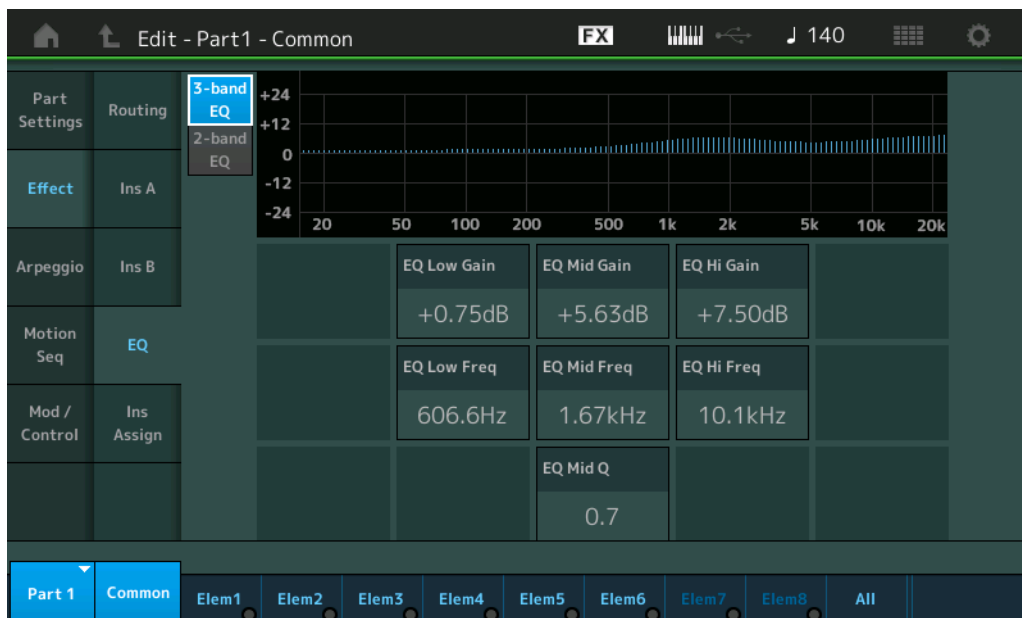 Edit - Part1 - Common
FX
♩ 140
Part
Settings
Effect
Arpeggio
Motion
Seq
Mod /
Control
Routing
Ins A
Ins B
EQ
Ins
Assign
3-band
EQ
2-band
EQ
+24
+12
0
-12
-24
20 50 100 200 500 1k 2k 5k 10k 20k
EQ Low Gain EQ Mid Gain EQ Hi Gain
+0.75dB +5.63dB +7.50dB
EQ Low Freq EQ Mid Freq EQ Hi Freq
606.6Hz 1.67kHz 10.1kHz
EQ Mid Q
0.7
Part 1 Common Elem1 Elem2 Elem3 Elem4 Elem5 Elem6 Elem7 Elem8 All